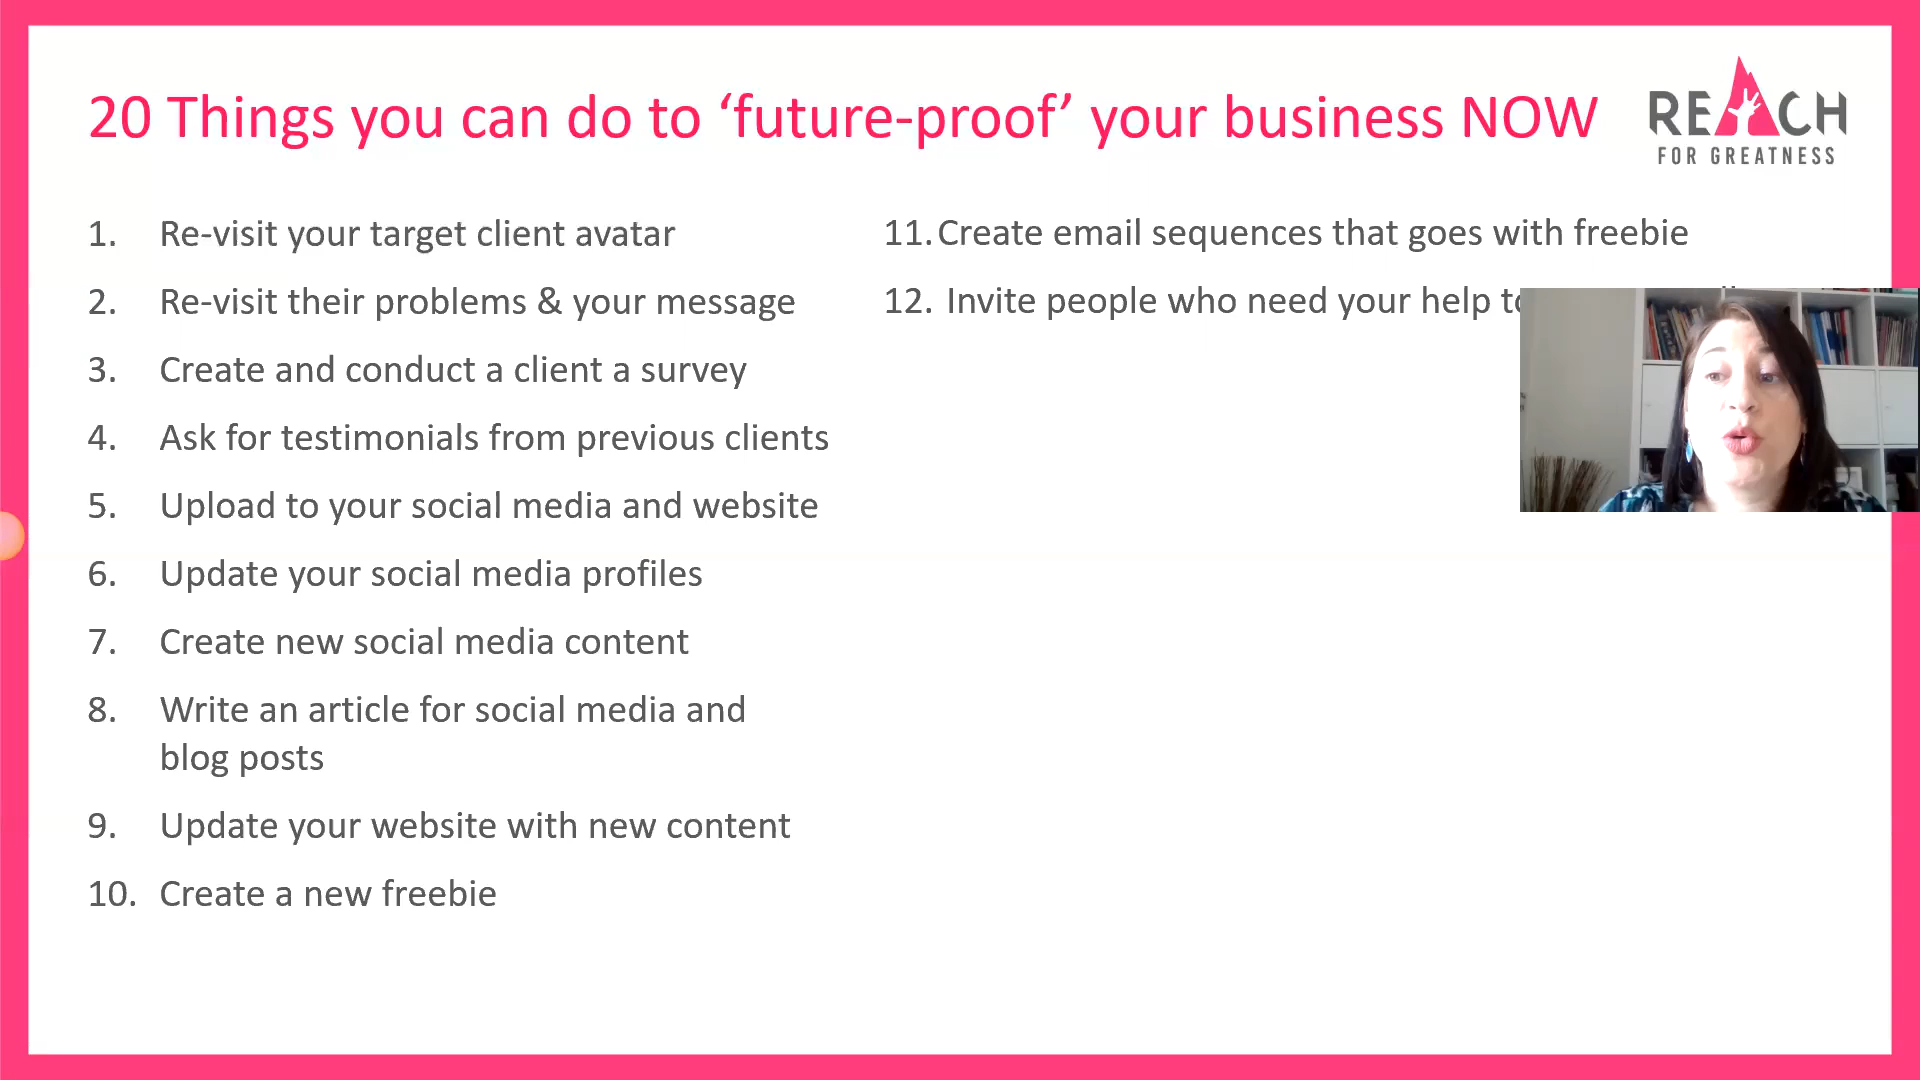 20 Things you can do to ‘future-proof’ your business NOW
REACH
FOR GREATNESS
1. Re-visit your target client avatar
2. Re-visit their problems & your message
3. Create and conduct a client a survey
4. Ask for testimonials from previous clients
5. Upload to your social media and website
6. Update your social media profiles
7. Create new social media content
8. Write an article for social media and
blog posts
9. Update your website with new content
10. Create a new freebie
11. Create email sequences that goes with freebie
12. Invite people who need your help